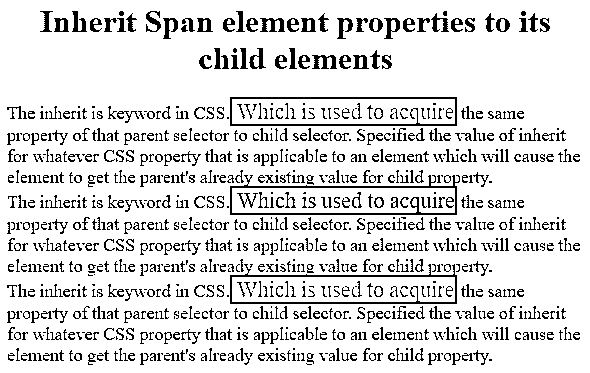 Inherit Span element properties to its
child elements
The inherit is keyword in CSS. Which is used to acquire the same
property of that parent selector to child selector. Specified the value of inherit
for whatever CSS property that is applicable to an element which will cause the
element to get the parent's already existing value for child property.
The inherit is keyword in CSS. Which is used to acquire the same
property of that parent selector to child selector. Specified the value of inherit
for whatever CSS property that is applicable to an element which will cause the
element to get the parent's already existing value for child property.
The inherit is keyword in CSS. Which is used to acquire the same
property of that parent selector to child selector. Specified the value of inherit
for whatever CSS property that is applicable to an element which will cause the
element to get the parent's already existing value for child property.